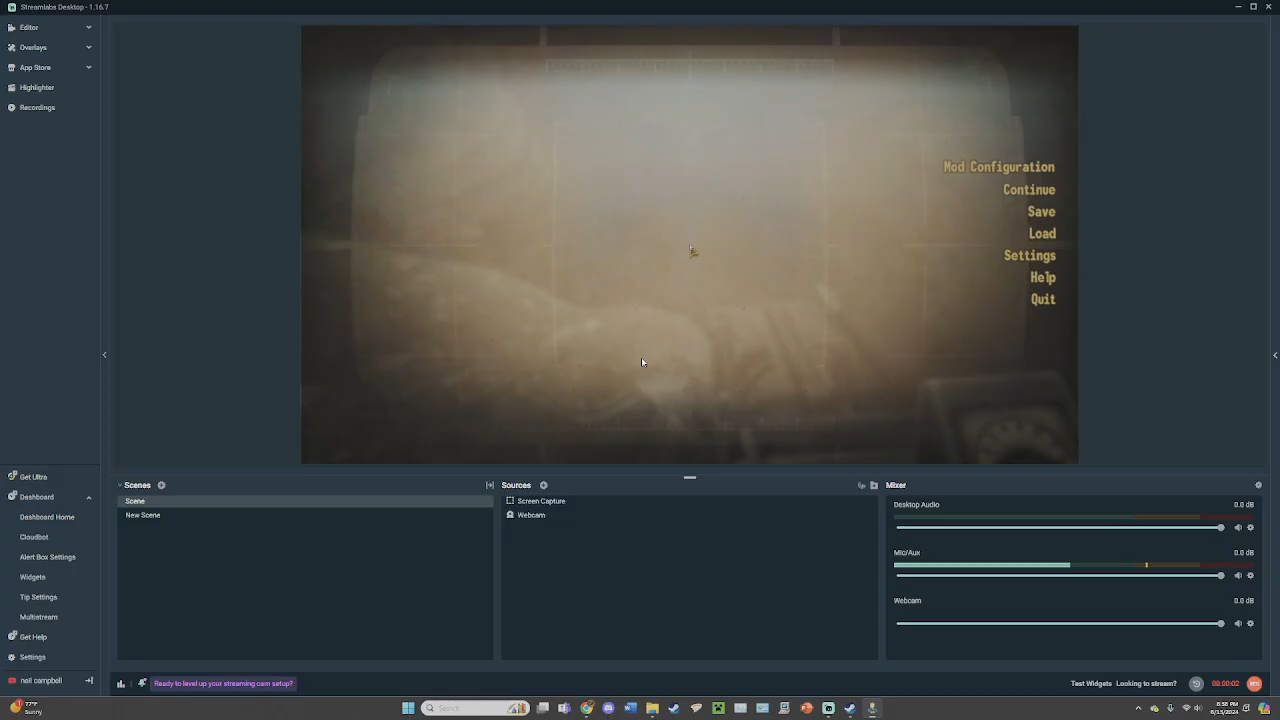 Streamlabs Desktop - 1.16.7
Editor
Overlays
App Store
Highlighter
Recordings
Mod Configuration
Continue
Save
Load
Settings
Help
Quit
Get Ultra
Dashboard
Dashboard Home
Cloudbot
Alert Box Settings
Widgets
Tip Settings
Multistream
Get Help
Settings
neil campbell
Scenes
Scene
New Scene
Sources
Screen Capture
Webcam
Mixer
Desktop Audio 0.0 dB
Mic/Aux 0.0 dB
Webcam 0.0 dB
Ready to level up your streaming cam setup?
Test Widgets Looking to stream? 00:00:02 REC
Sunny
Search